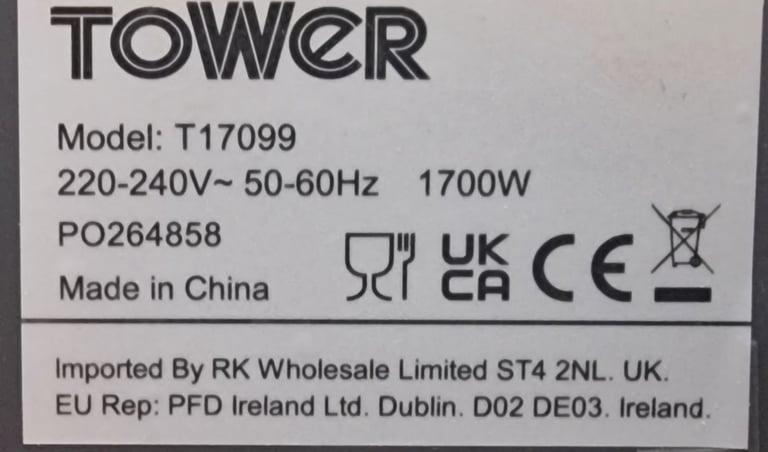 TOWER
Model: T17099
220-240V~ 50-60Hz 1700W
PO264858
UK
CA CE
Made in China
Imported By RK Wholesale Limited ST4 2NL. UK.
EU Rep: PFD Ireland Ltd. Dublin. D02 DE03. Ireland.